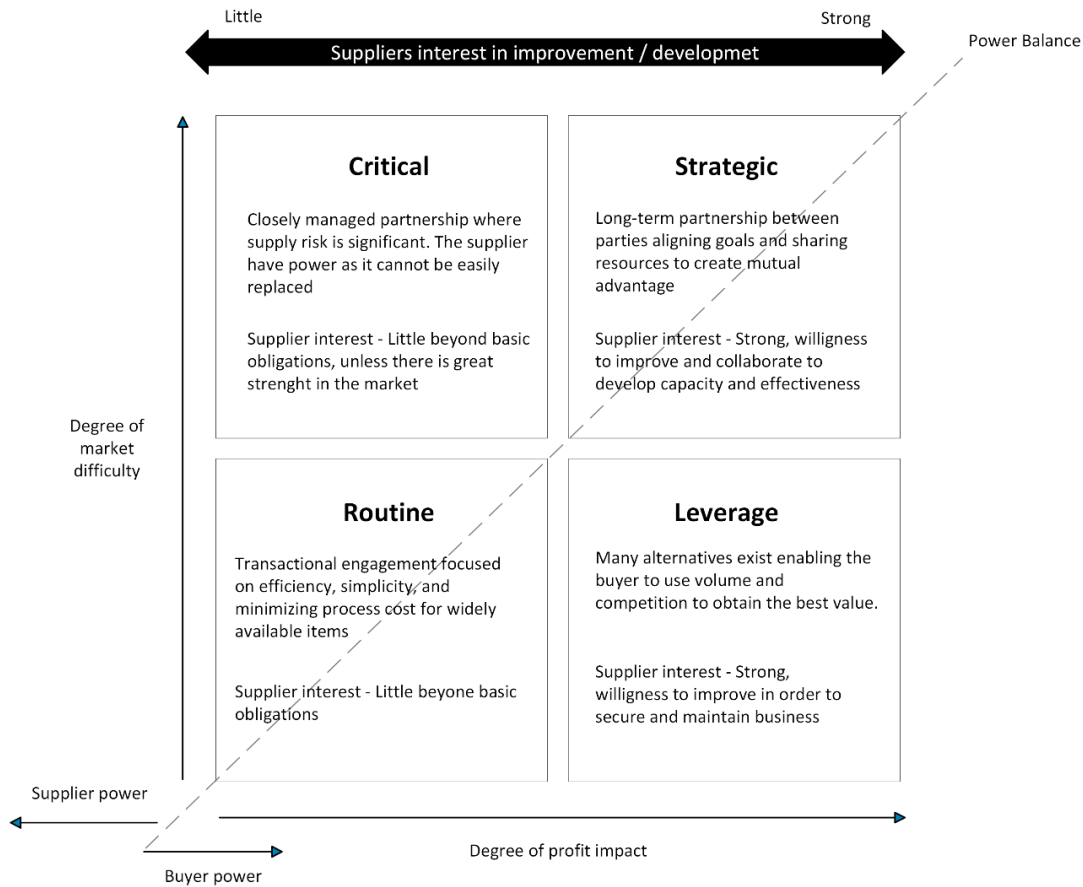 Little
Strong
Suppliers interest in improvement / developmet
Power Balance
Critical
Closely managed partnership where
supply risk is significant. The supplier
have power as it cannot be easily
replaced
Supplier interest - Little beyond basic
obligations, unless there is great
strenght in the market
Strategic
Long-term partnership between
parties aligning goals and sharing
resources to create mutual
advantage
Supplier interest - Strong, willigness
to improve and collaborate to
develop capacity and effectiveness
Degree of
market
difficulty
Routine
Transactional engagement focused
on efficiency, simplicity, and
minimizing process cost for widely
available items
Supplier interest - Little beyone basic
obligations
Leverage
Many alternatives exist enabling the
buyer to use volume and
competition to obtain the best value.
Supplier interest - Strong,
willigness to improve in order to
secure and maintain business
Supplier power
Buyer power
Degree of profit impact